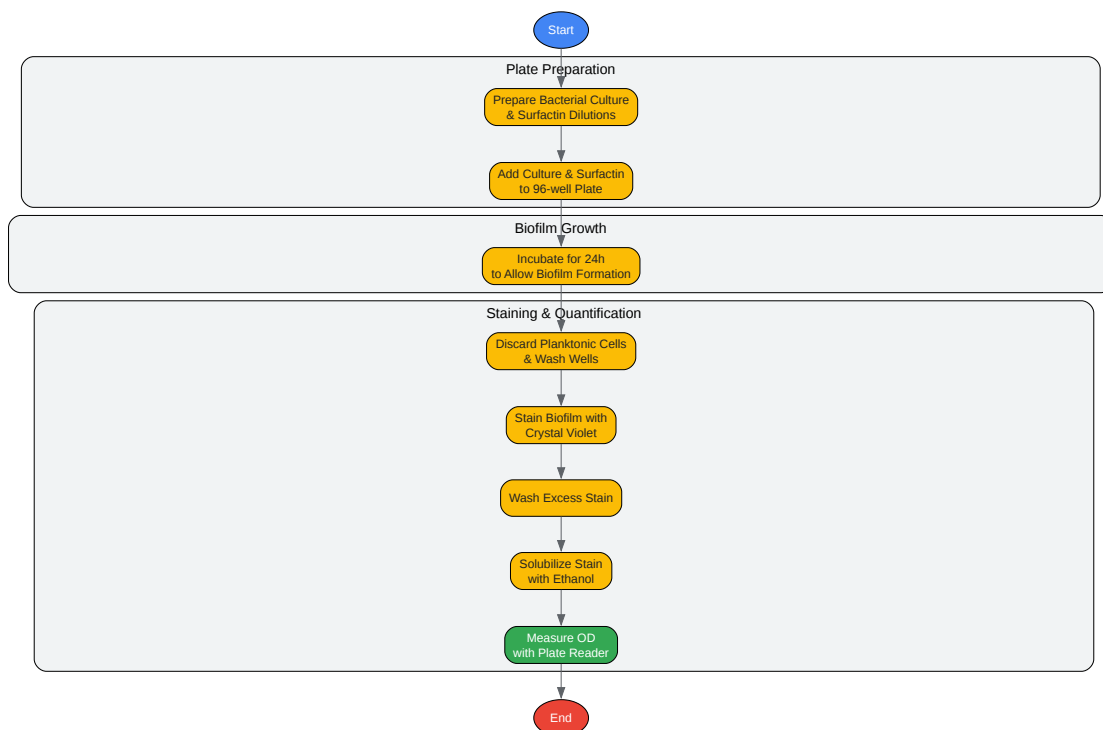 Start
Plate Preparation
Prepare Bacterial Culture
& Surfactin Dilutions
Add Culture & Surfactin
to 96-well Plate
Biofilm Growth
Incubate for 24h
to Allow Biofilm Formation
Staining & Quantification
Discard Planktonic Cells
& Wash Wells
Stain Biofilm with
Crystal Violet
Wash Excess Stain
Solubilize Stain
with Ethanol
Measure OD
with Plate Reader
End